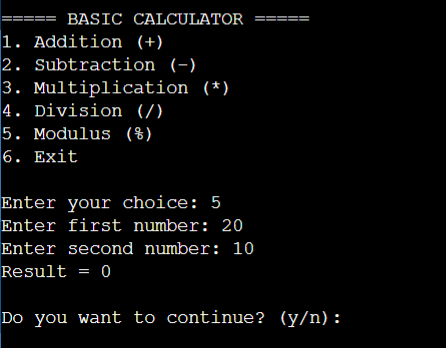 ===== BASIC CALCULATOR =====
1. Addition (+)
2. Subtraction (-)
3. Multiplication (*)
4. Division (/)
5. Modulus (%)
6. Exit
Enter your choice: 5
Enter first number: 20
Enter second number: 10
Result = 0
Do you want to continue? (y/n):